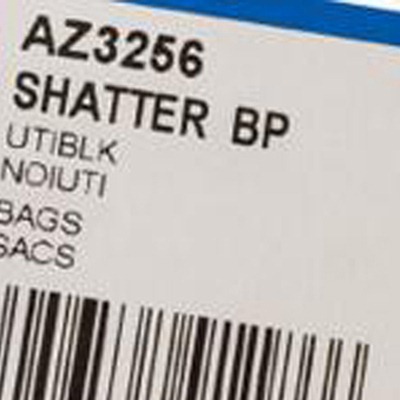 AZ3256
SHATTER BP
UTIBLK
NOIUTI
BAGS
SACS